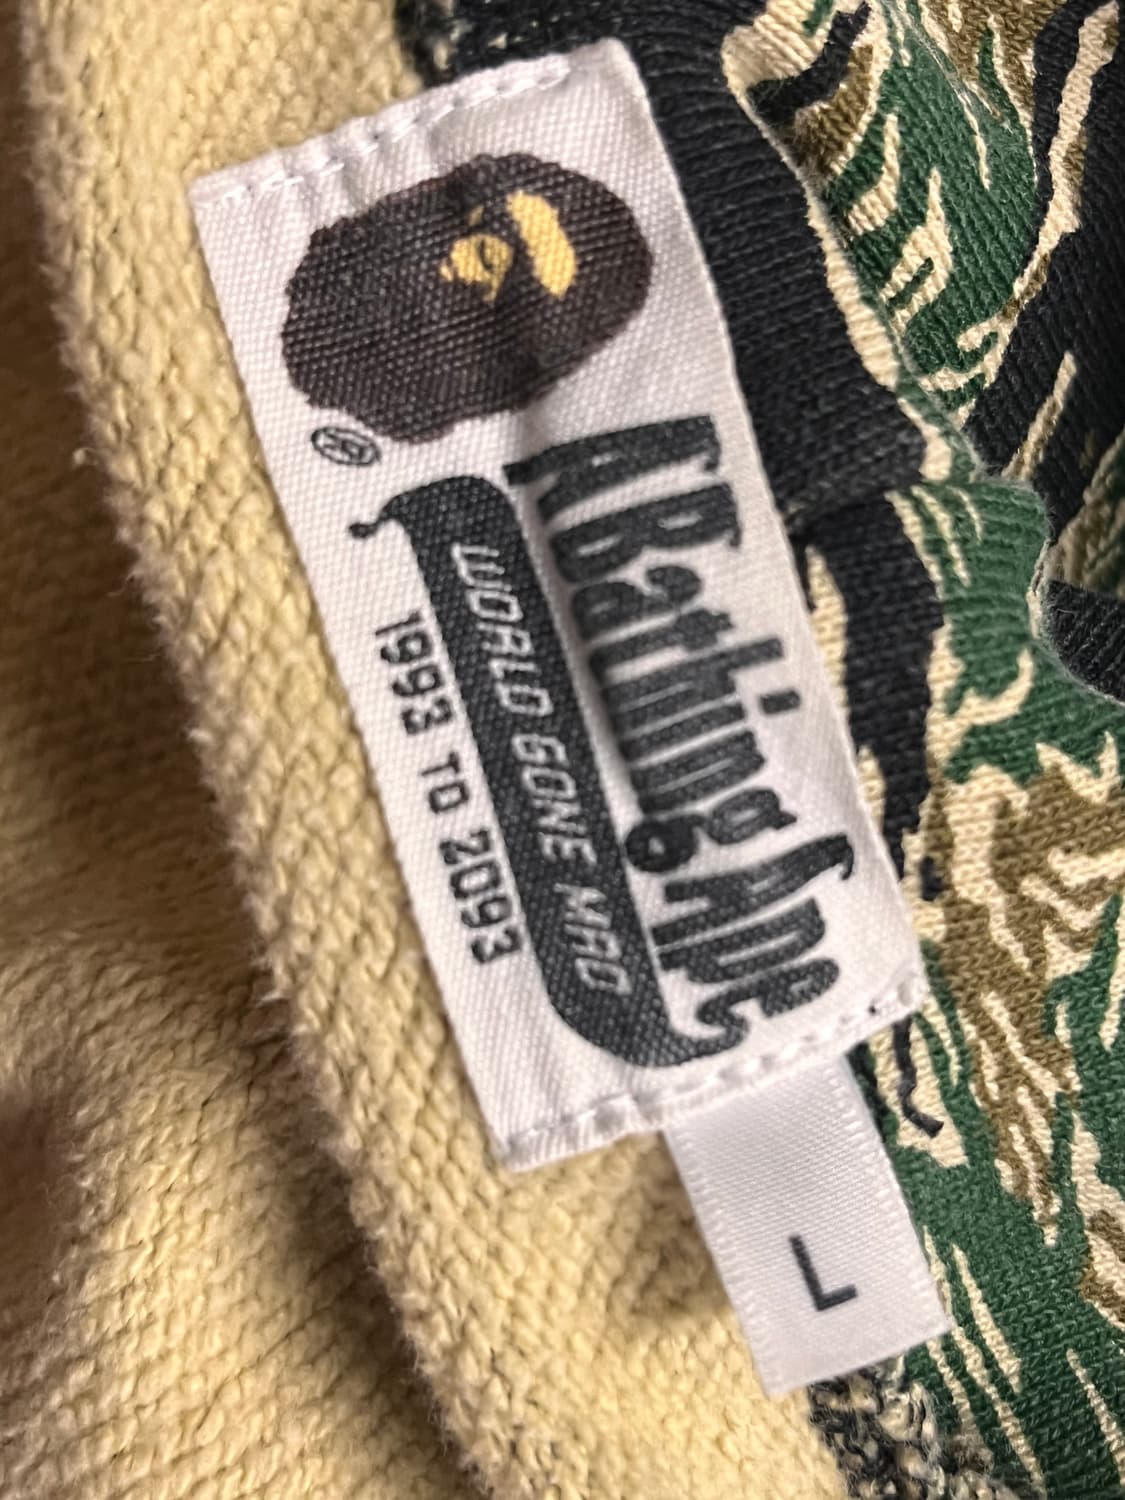 ®
A Bathing Ape
WORLD GONE MAD
1993 TO 2093
L